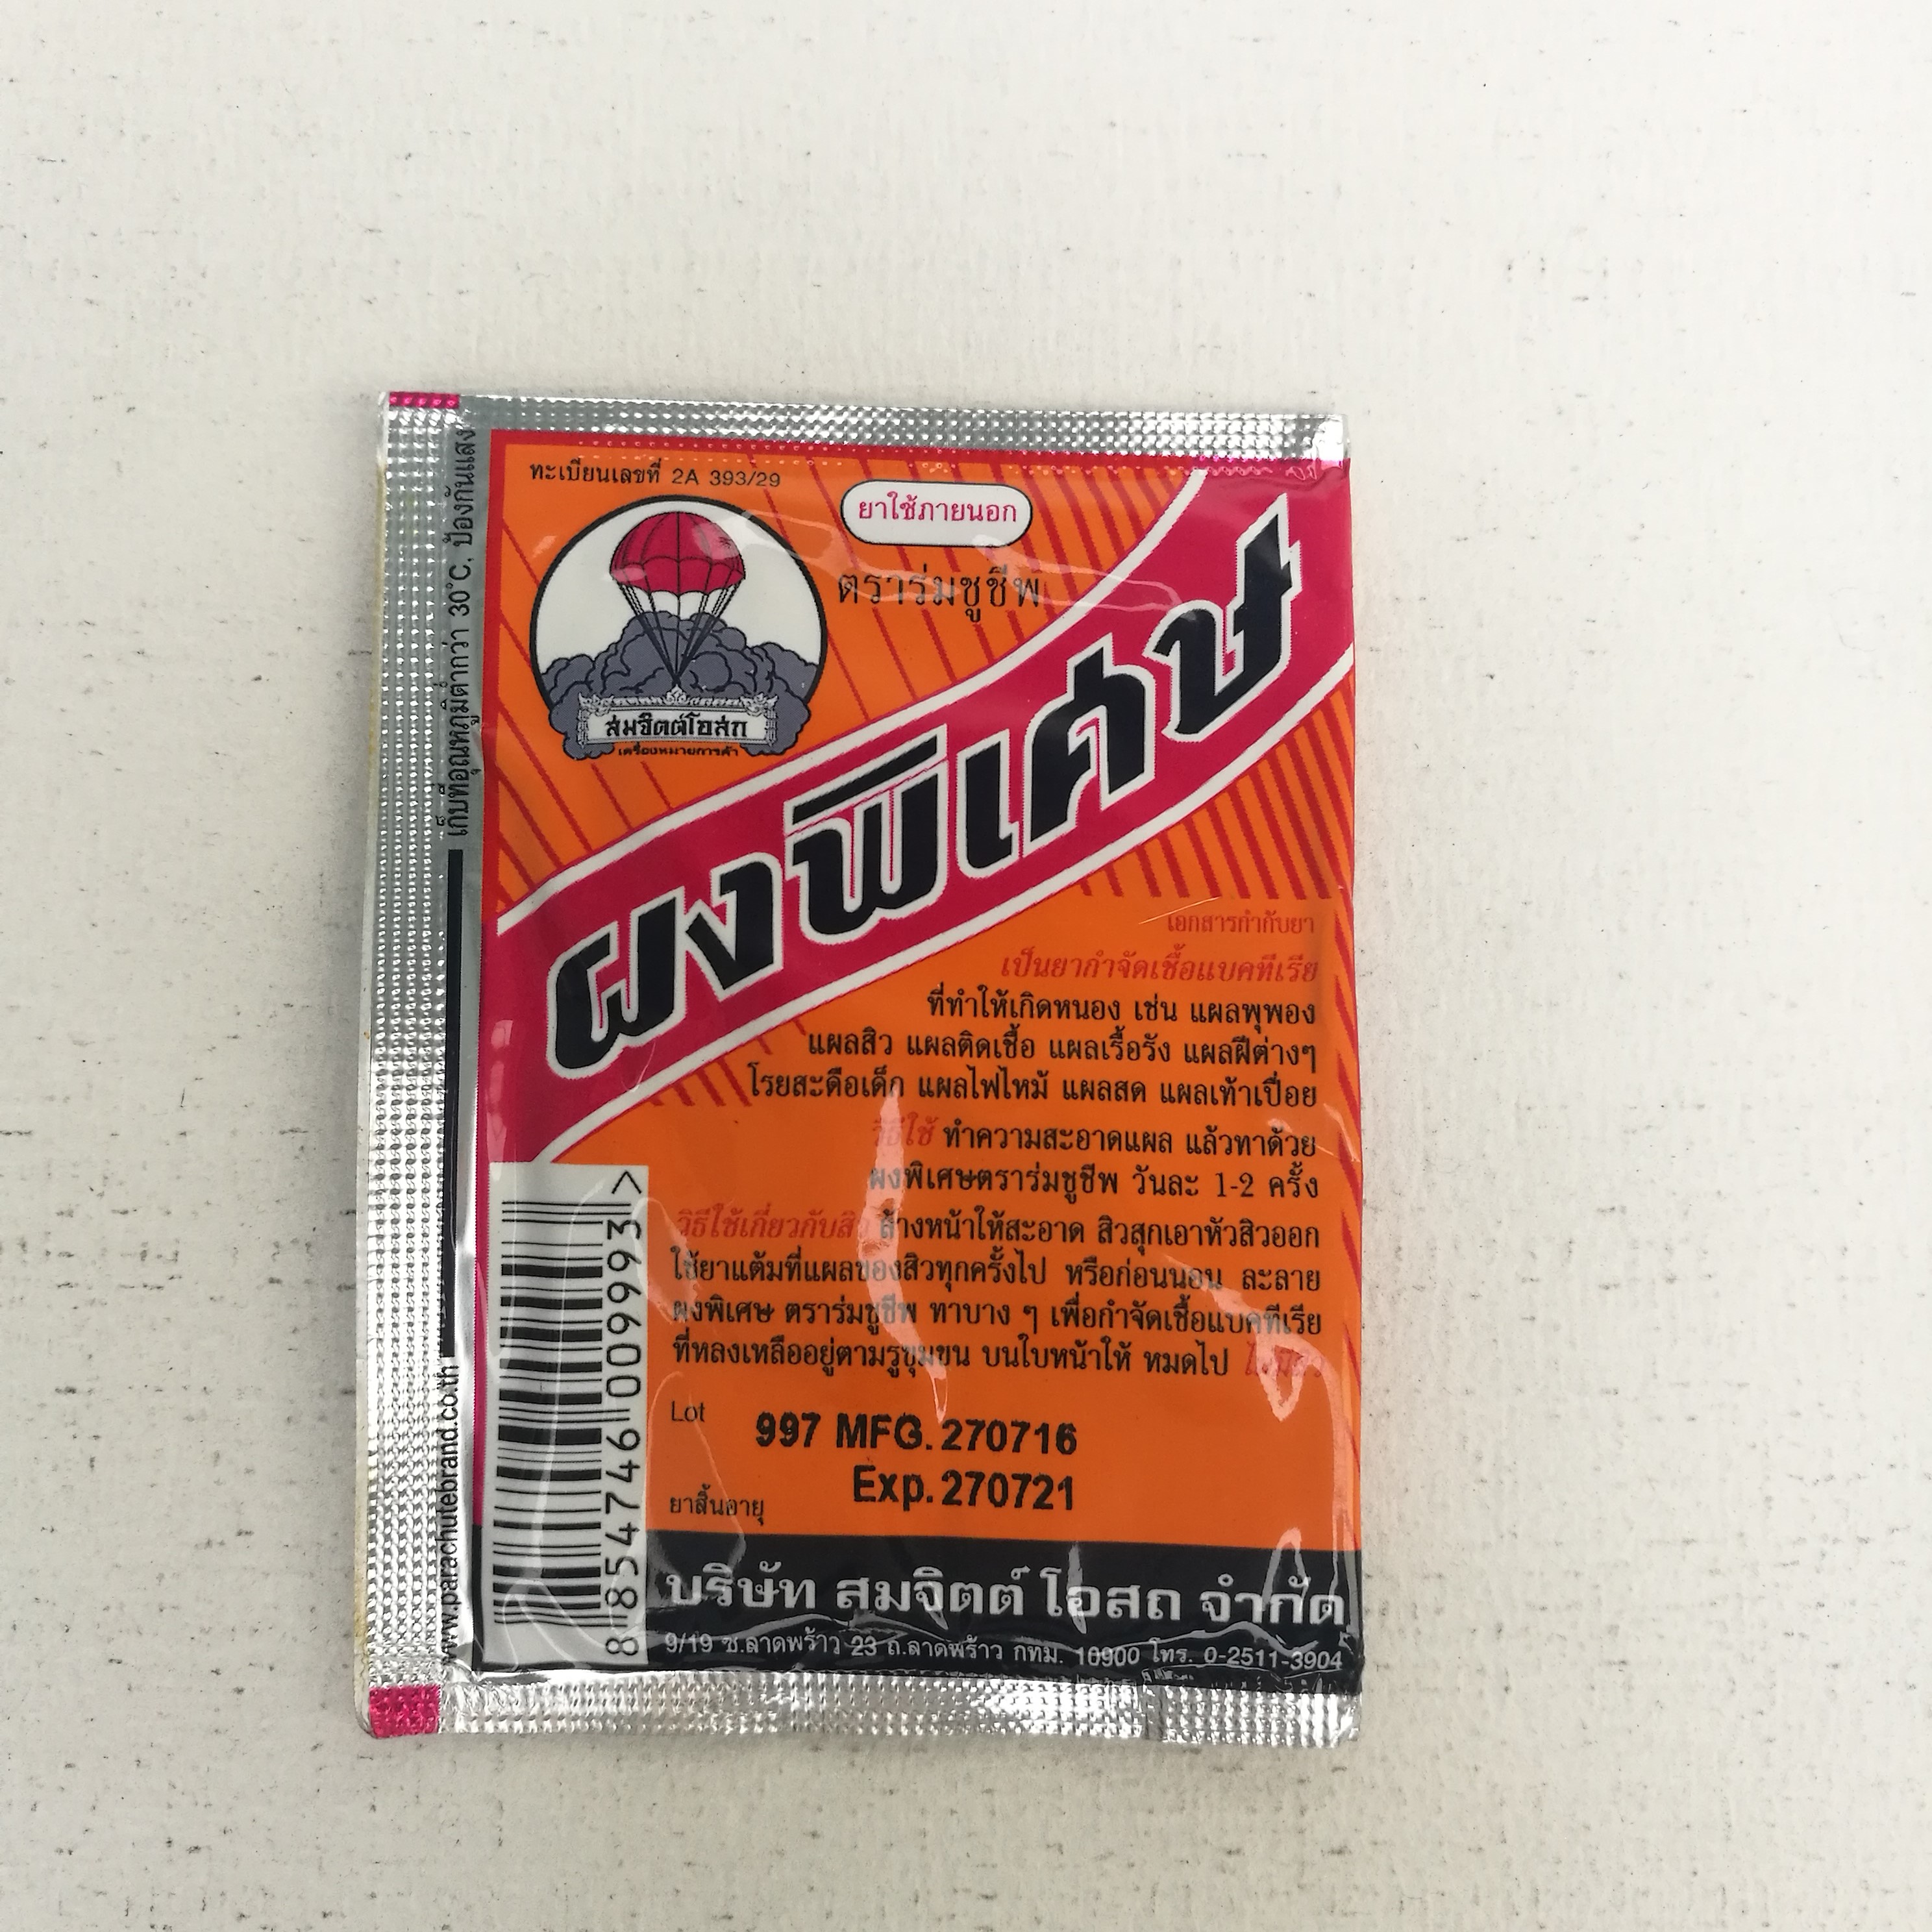 ทะเบียนเลขที่ 2A 393/29
ยาใช้ภายนอก
ตราร่มชูชีพ
สมจิตต์โอสถ
เครื่องหมายการค้า
ผงพิเศษ
เอกสารกำกับยา
เป็นยากำจัดเชื้อแบคทีเรีย
ที่ทำให้เกิดหนอง เช่น แผลพุพอง
แผลสิว แผลติดเชื้อ แผลเรื้อรัง แผลฝีต่างๆ
โรยสะดือเด็ก แผลไฟไหม้ แผลสด แผลเท้าเปื่อย
วิธีใช้ ทำความสะอาดแผล แล้วทาด้วย
ผงพิเศษตราร่มชูชีพ วันละ 1-2 ครั้ง
วิธีใช้เกี่ยวกับสิว ล้างหน้าให้สะอาด สิวสุกเอาหัวสิวออก
ใช้ยาแต้มที่แผลของสิวทุกครั้งไป หรือก่อนนอน ละลาย
ผงพิเศษ ตราร่มชูชีพ ทาบาง ๆ เพื่อกำจัดเชื้อแบคทีเรีย
ที่หลงเหลืออยู่ตามรูขุมขน บนใบหน้าให้ หมดไป
Lot 997 MFG. 270716
Exp. 270721
ยาสิ้นอายุ
บริษัท สมจิตต์ โอสถ จำกัด
9/19 ซ.ลาดพร้าว 23 ถ.ลาดพร้าว กทม. 10900 โทร. 0-2511-3904
8 854746 009993 >
www.parachutebrand.co.th
เก็บที่อุณหภูมิต่ำกว่า 30°C. ป้องกันแสง